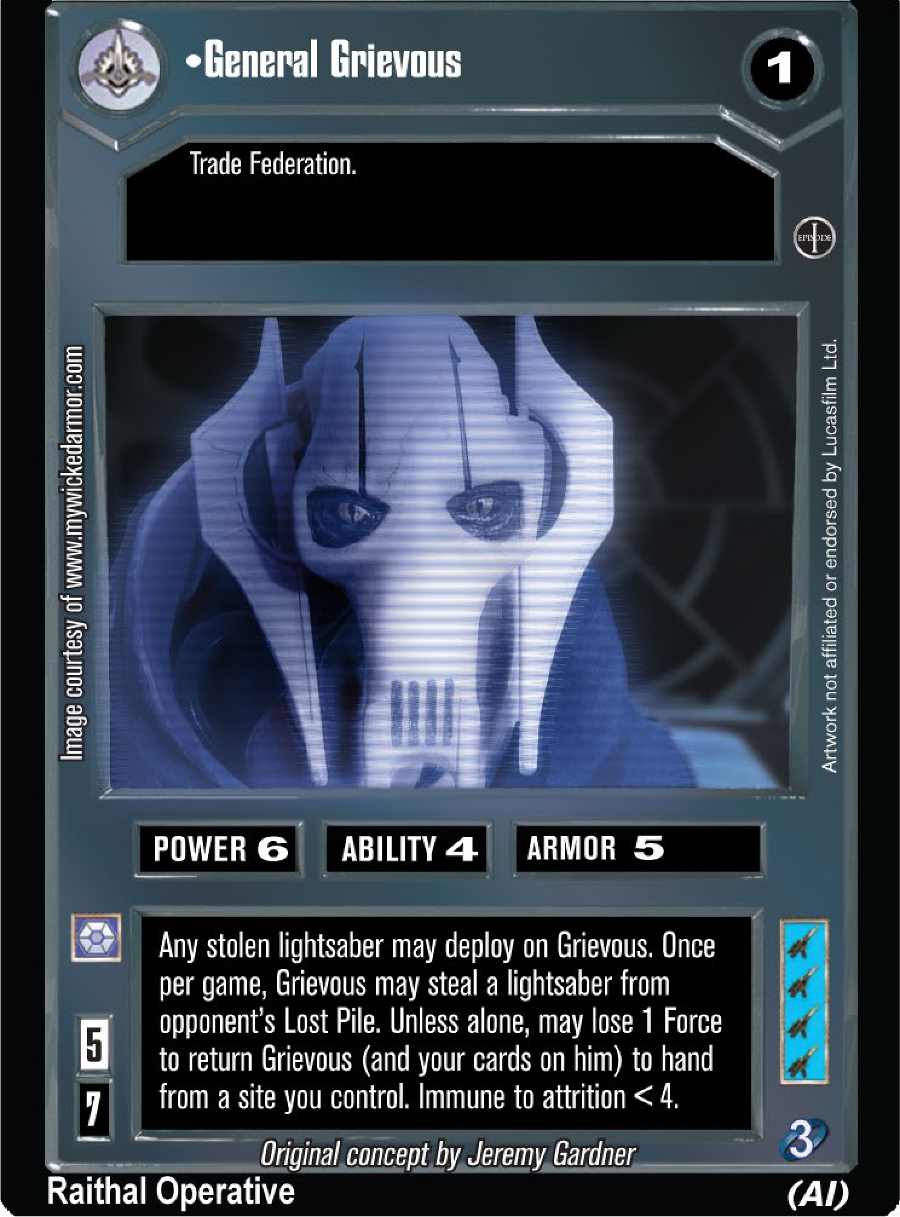 •General Grievous
1
Trade Federation.
EPISODE
I
Image courtesy of www.mywickedarmor.com
Artwork not affiliated or endorsed by Lucasfilm Ltd.
POWER 6 ABILITY 4 ARMOR 5
Any stolen lightsaber may deploy on Grievous. Once
per game, Grievous may steal a lightsaber from
opponent's Lost Pile. Unless alone, may lose 1 Force
to return Grievous (and your cards on him) to hand
from a site you control. Immune to attrition < 4.
5
7
3
Original concept by Jeremy Gardner
Raithal Operative (AI)